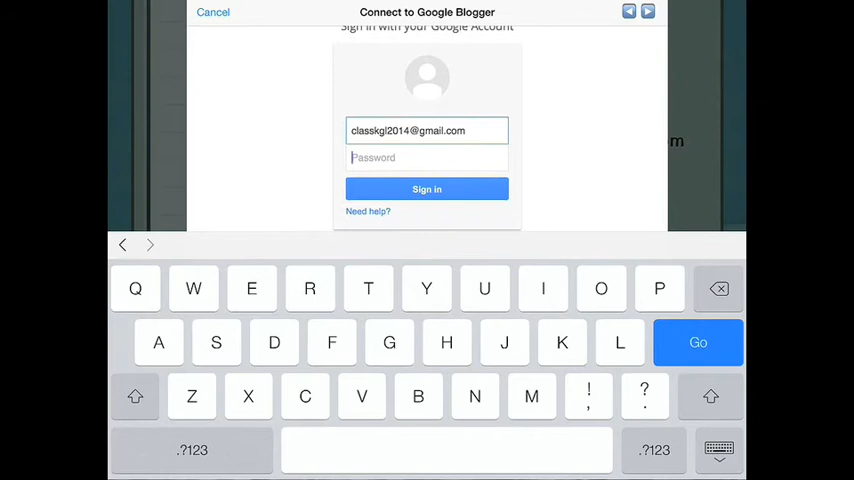 Cancel
Connect to Google Blogger
Sign in with your Google Account
classkgl2014@gmail.com
Password
Sign in
Need help?
om
Q W E R T Y U I O P
A S D F G H J K L Go
Z X C V B N M ! , ? .
.?123 .?123